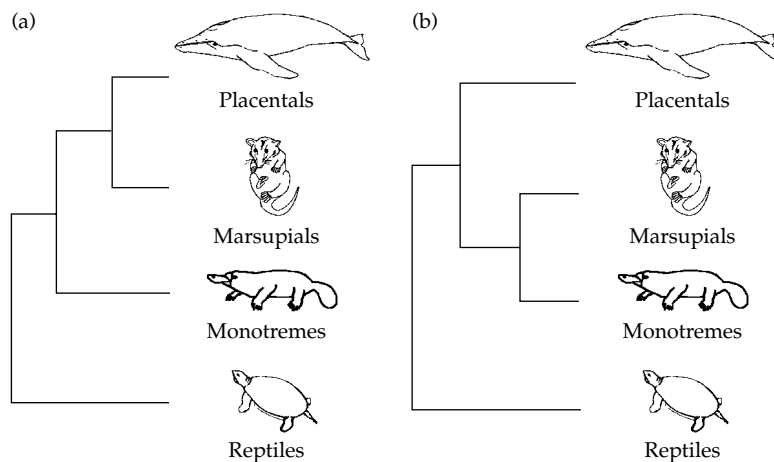 (a)
Placentals
Marsupials
Monotremes
Reptiles
(b)
Placentals
Marsupials
Monotremes
Reptiles